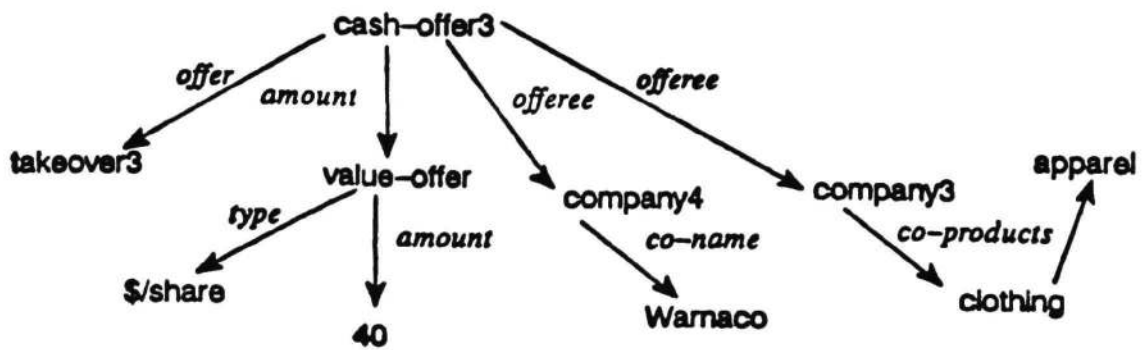 cash-offer3
offer
amount
offeree
offeree
takeover3
value-offer
company4
company3
apparel
type
amount
co-name
co-products
$/share
40
Warnaco
clothing